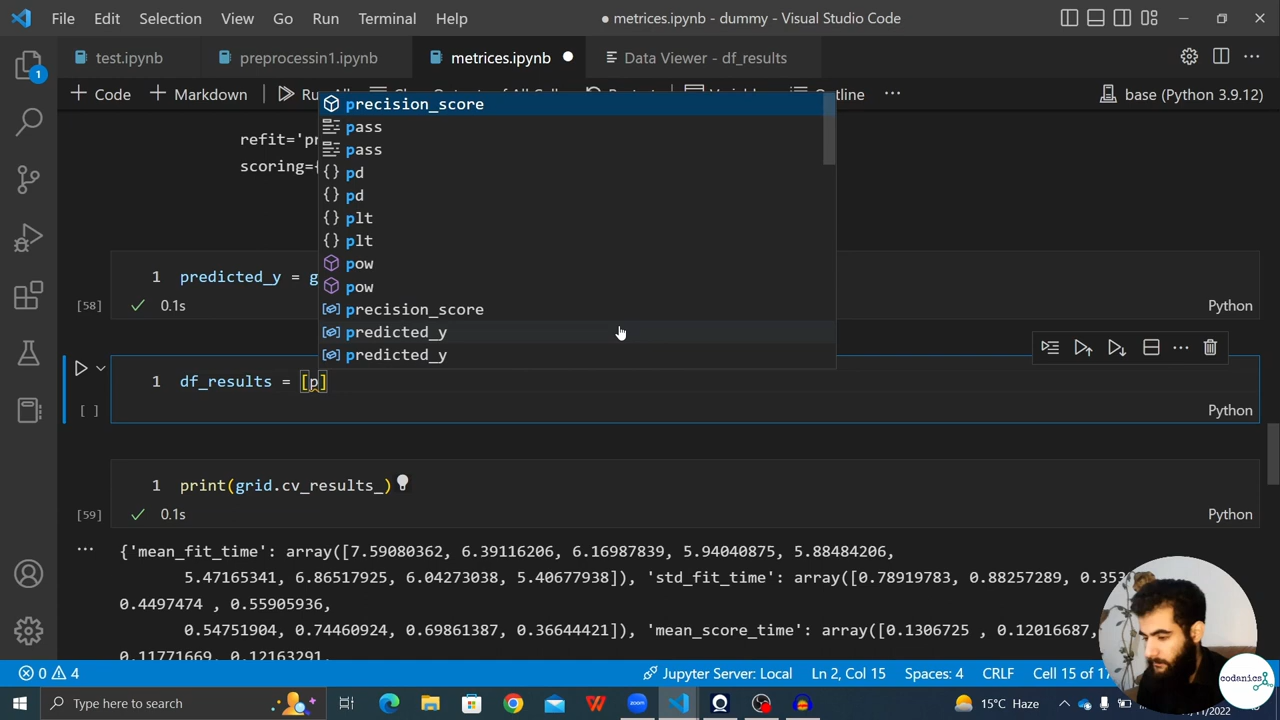 File Edit Selection View Go Run Terminal Help
● metrices.ipynb - dummy - Visual Studio Code
test.ipynb
preprocessin1.ipynb
metrices.ipynb
Data Viewer - df_results
+ Code + Markdown
Outline ···
base (Python 3.9.12)
refit='pr
scoring={
precision_score
pass
pass
pd
pd
plt
plt
pow
pow
precision_score
predicted_y
predicted_y
1 predicted_y = g
[58] 0.1s Python
1 df_results = [p]
[ ] Python
1 print(grid.cv_results_)
[59] 0.1s Python
··· {'mean_fit_time': array([7.59080362, 6.39116206, 6.16987839, 5.94040875, 5.88484206,
5.47165341, 6.86517925, 6.04273038, 5.40677938]), 'std_fit_time': array([0.78919783, 0.88257289, 0.353
0.4497474 , 0.55905936,
0.54751904, 0.74460924, 0.69861387, 0.36644421]), 'mean_score_time': array([0.1306725 , 0.12016687,
0.11771669, 0.12163291,
0 4
Jupyter Server: Local Ln 2, Col 15 Spaces: 4 CRLF Cell 15 of 17
codanics
Type here to search
zoom
15°C Haze
1